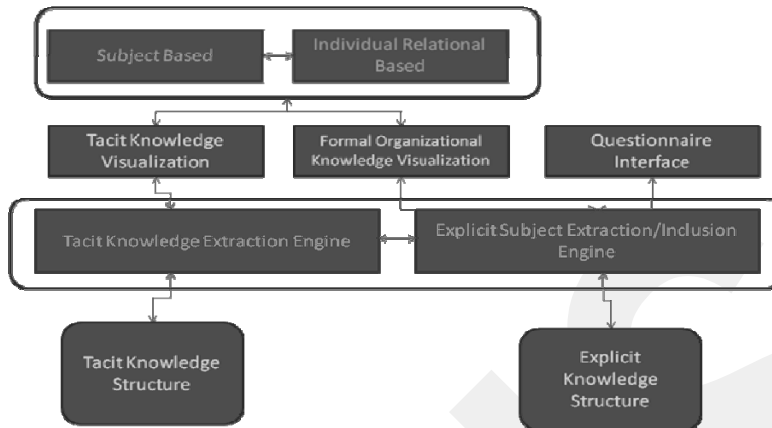 Subject Based
Individual Relational
Based
Tacit Knowledge
Visualization
Formal Organizational
Knowledge Visualization
Questionnaire
Interface
Tacit Knowledge Extraction Engine
Explicit Subject Extraction/Inclusion
Engine
Tacit Knowledge
Structure
Explicit
Knowledge
Structure